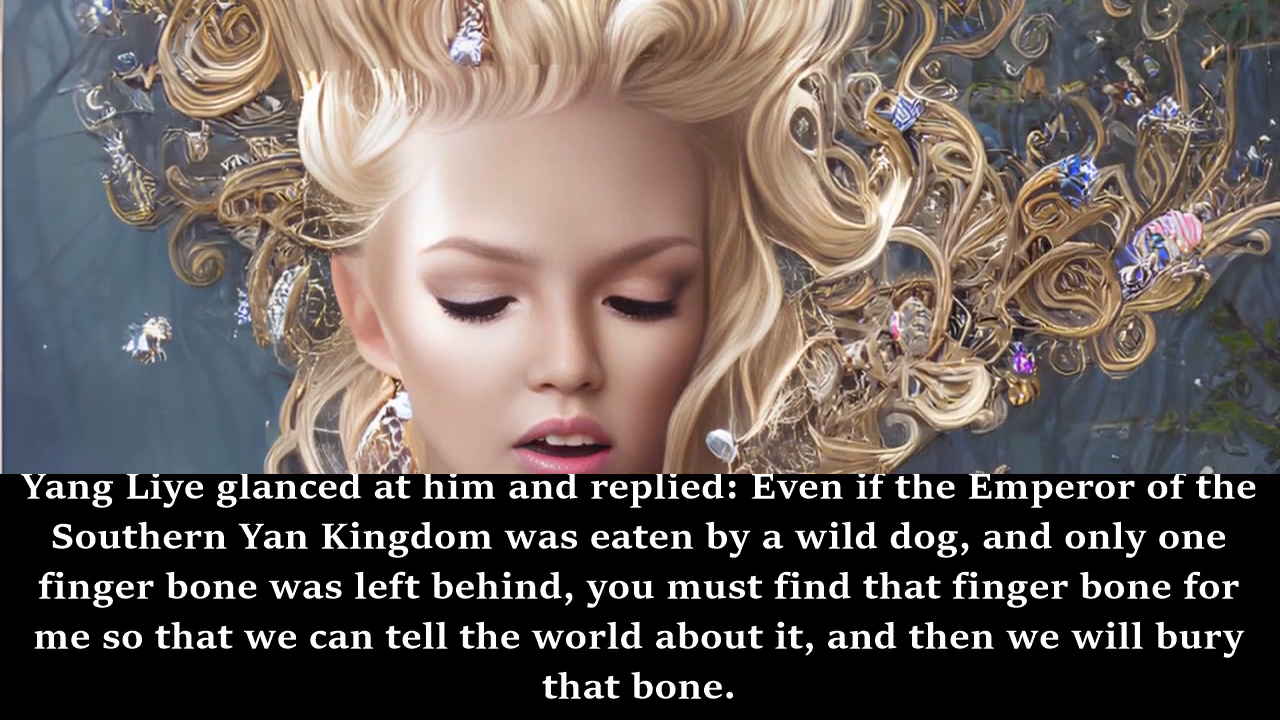 Yang Liye glanced at him and replied: Even if the Emperor of the
Southern Yan Kingdom was eaten by a wild dog, and only one
finger bone was left behind, you must find that finger bone for
me so that we can tell the world about it, and then we will bury
that bone.